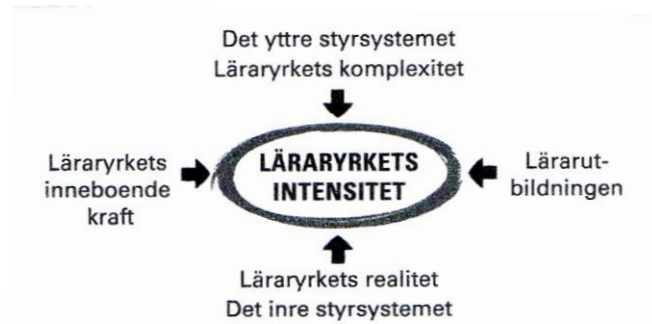 Det yttre styrsystemet
Läraryrkets komplexitet
Läraryrkets
inneboende
kraft
LÄRARYRKETS
INTENSITET
Lärarut-
bildningen
Läraryrkets realitet
Det inre styrsystemet